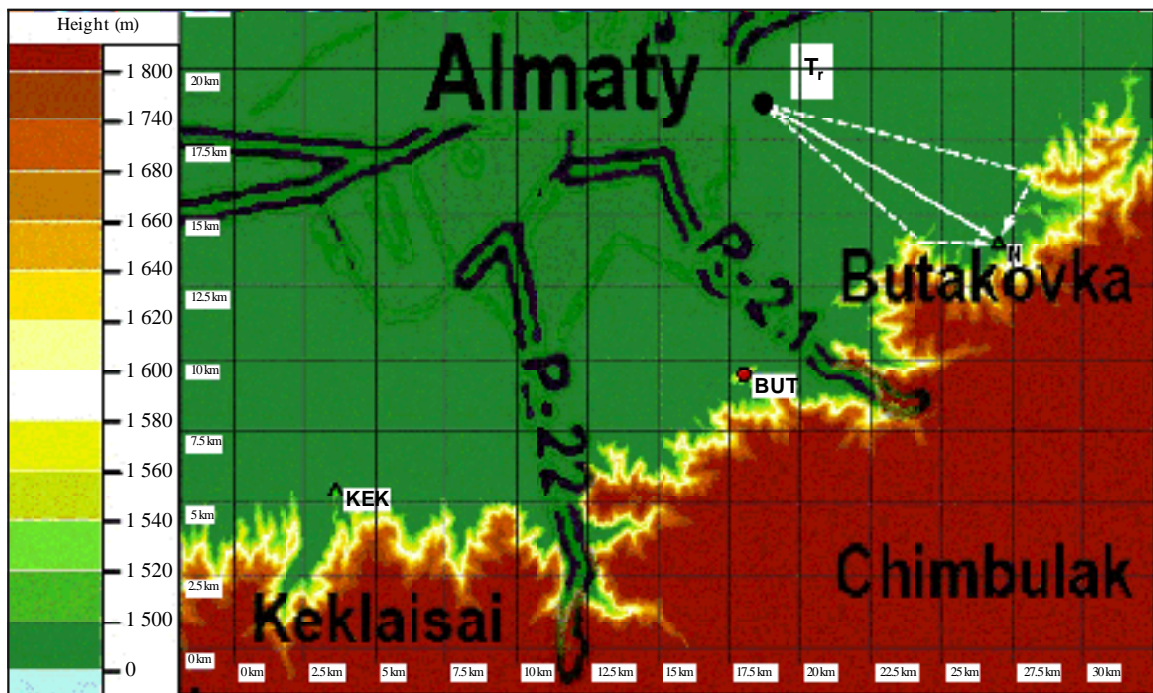 Height (m)
1 800
1 740
1 680
1 660
1 640
1 620
1 600
1 580
1 560
1 540
1 520
1 500
0
20 km
17.5 km
15 km
12.5 km
10 km
7.5 km
5 km
2.5 km
0 km
0 km
2.5 km
5 km
7.5 km
10 km
12.5 km
15 km
17.5 km
20 km
22.5 km
25 km
27.5 km
30 km
Almaty
Tr
N
Butakovka
P. 21
P. 22
BUT
KEK
Chimbulak
Keklaisai